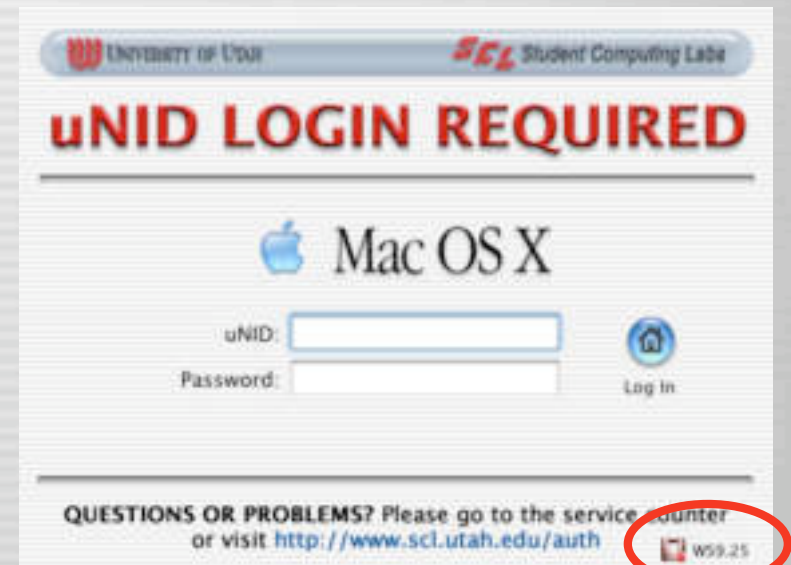 UNIVERSITY OF UTAH
SCL Student Computing Labs
uNID LOGIN REQUIRED
Mac OS X
uNID:
Password:
Log In
QUESTIONS OR PROBLEMS? Please go to the service counter
or visit http://www.scl.utah.edu/auth
W59.25